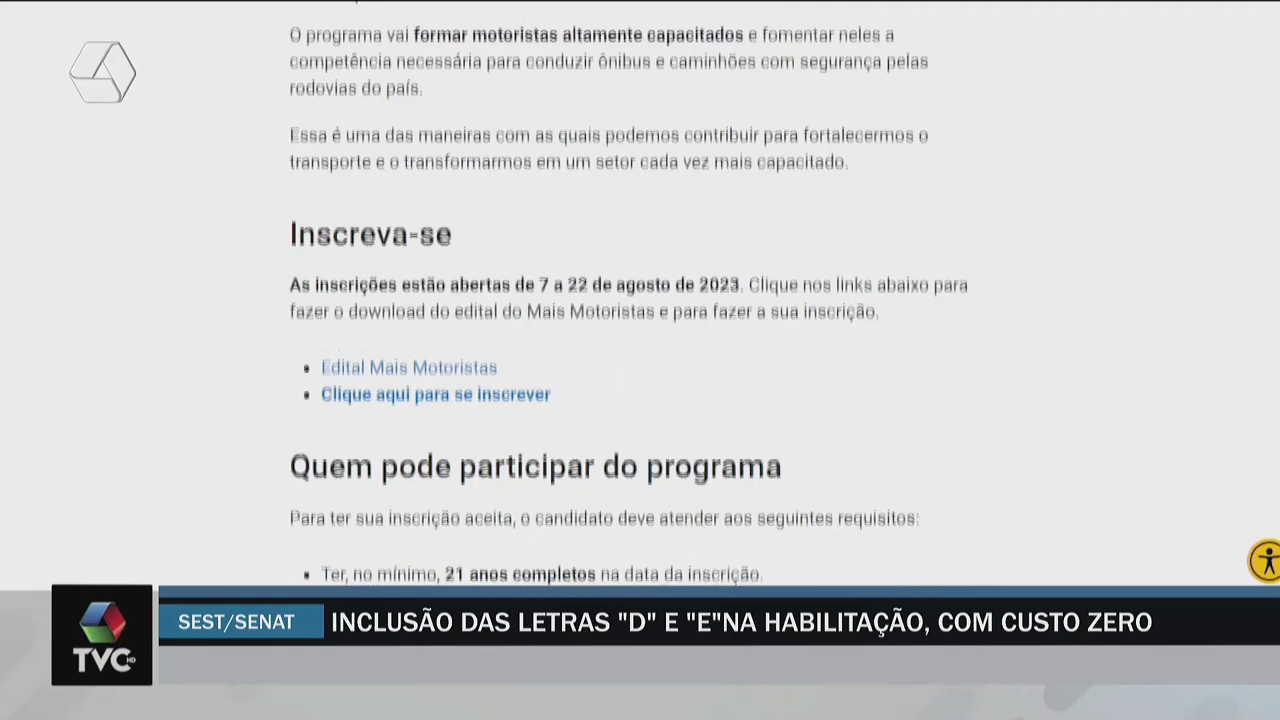 O programa vai formar motoristas altamente capacitados e fomentar neles a
competência necessária para conduzir ônibus e caminhões com segurança pelas
rodovias do país.
Essa é uma das maneiras com as quais podemos contribuir para fortalecermos o
transporte e o transformarmos em um setor cada vez mais capacitado.
Inscreva-se
As inscrições estão abertas de 7 a 22 de agosto de 2023. Clique nos links abaixo para
fazer o download do edital do Mais Motoristas e para fazer a sua inscrição.
• Edital Mais Motoristas
• Clique aqui para se inscrever
Quem pode participar do programa
Para ter sua inscrição aceita, o candidato deve atender aos seguintes requisitos:
• Ter, no mínimo, 21 anos completos na data da inscrição.
SEST/SENAT
INCLUSÃO DAS LETRAS "D" E "E"NA HABILITAÇÃO, COM CUSTO ZERO
TVC HD